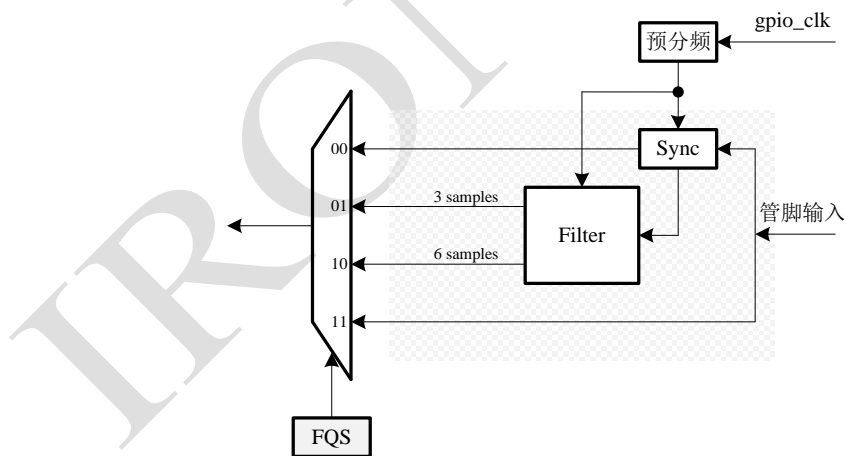 gpio_clk
预分频
00
Sync
01
3 samples
Filter
管脚输入
10
6 samples
11
FQS